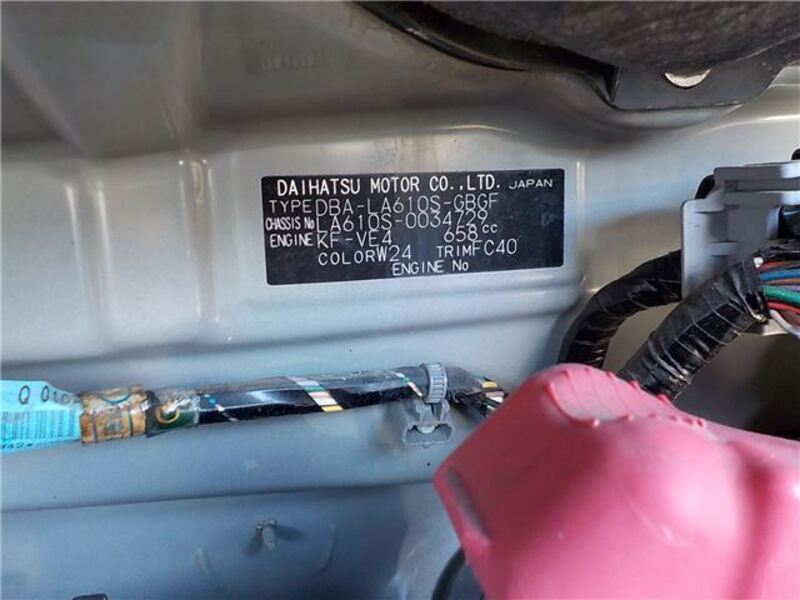 DAIHATSU MOTOR CO.,LTD. JAPAN
TYPE DBA-LA610S-GBGF
CHASSIS No LA610S-0034729
ENGINE KF-VE4 658cc
COLOR W24 TRIM FC40
ENGINE No